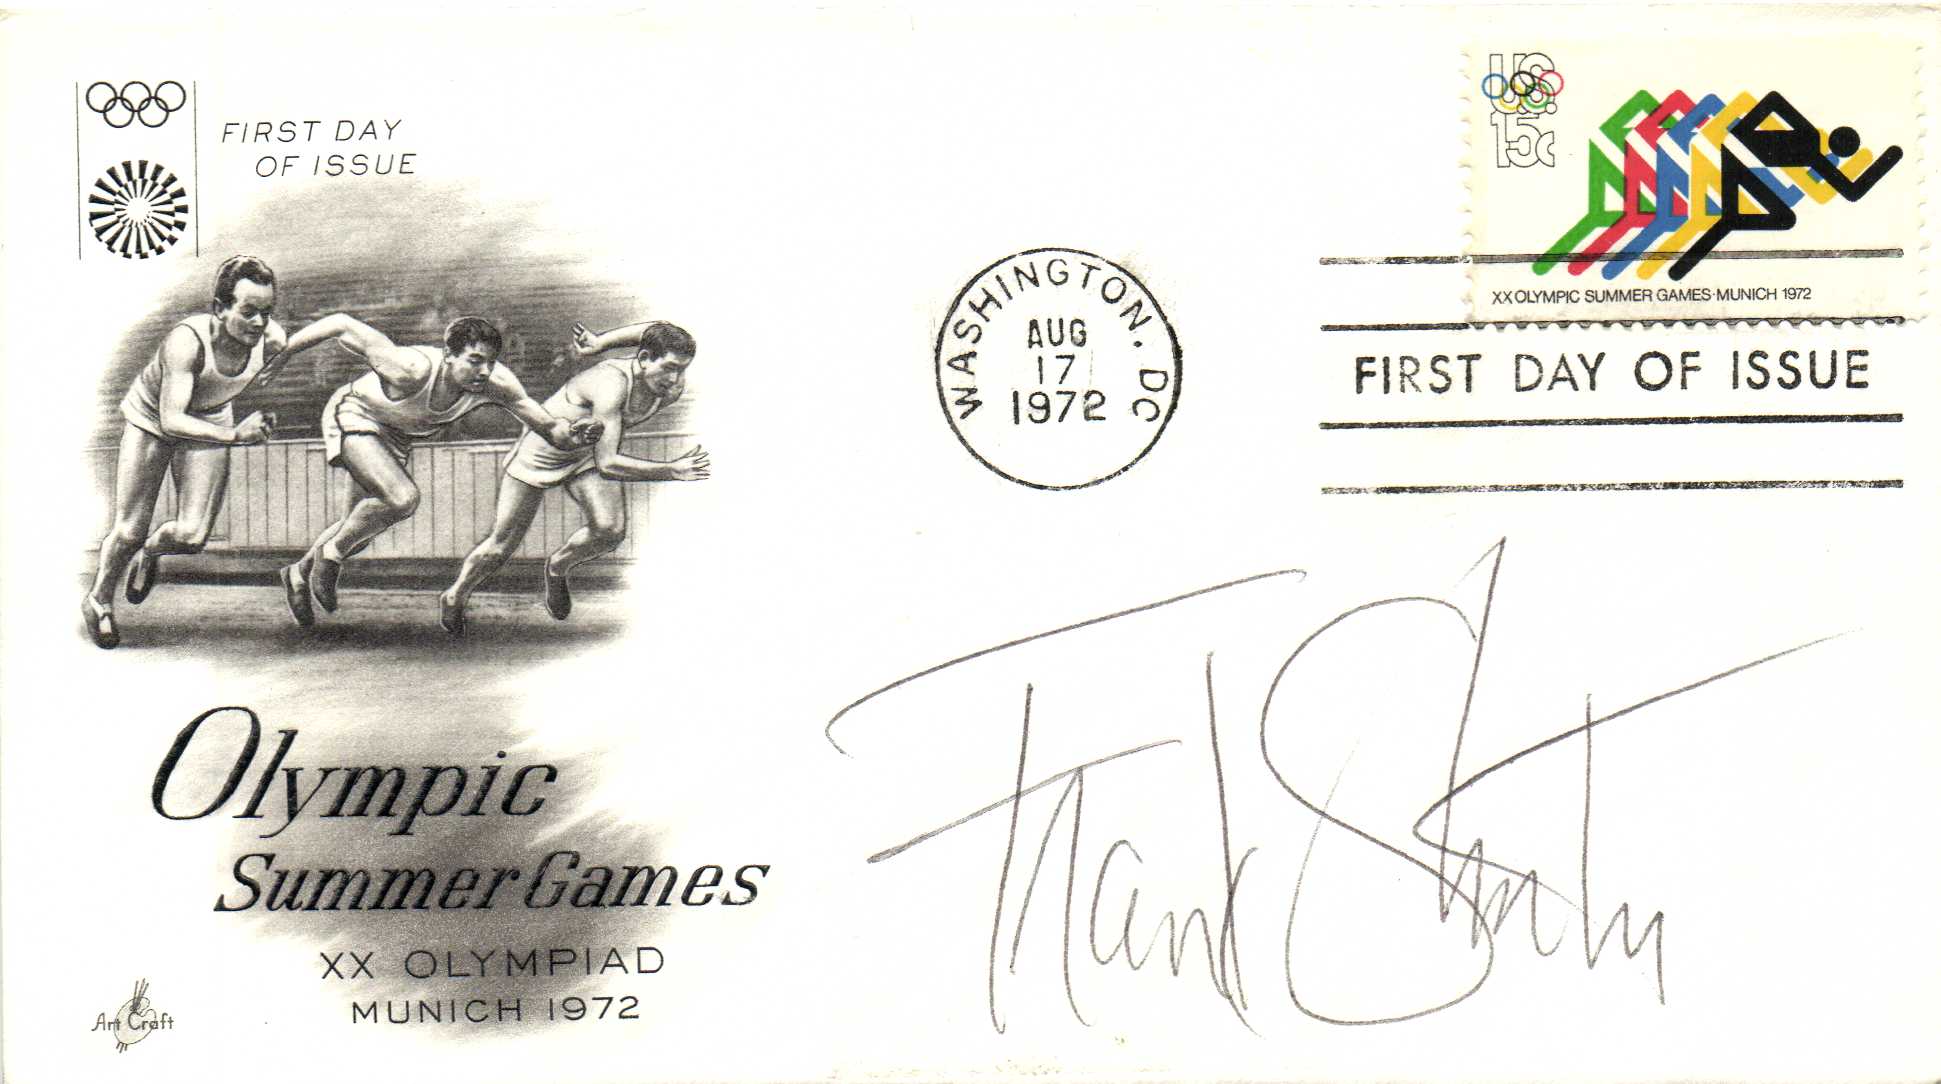 FIRST DAY
OF ISSUE
U.S.
15c
XX OLYMPIC SUMMER GAMES·MUNICH 1972
WASHINGTON, DC
AUG
17
1972
FIRST DAY OF ISSUE
Olympic
Summer Games
XX OLYMPIAD
MUNICH 1972
Art Craft
Frank Shorter